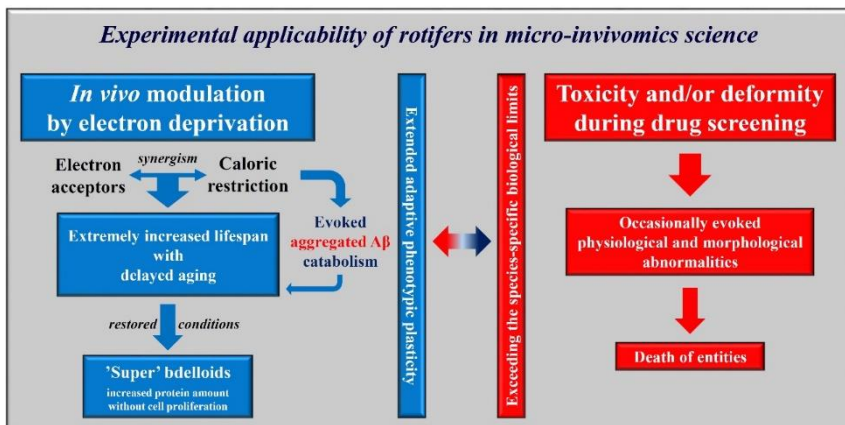 Experimental applicability of rotifers in micro-invivomics science
In vivo modulation
by electron deprivation
Electron
acceptors
synergism
Caloric
restriction
Extremely increased lifespan
with
delayed aging
Evoked
aggregated Aβ
catabolism
restored conditions
’Super’ bdelloids
increased protein amount
without cell proliferation
Extended adaptive phenotypic plasticity
Exceeding the species-specific biological limits
Toxicity and/or deformity
during drug screening
Occasionally evoked
physiological and morphological
abnormalitics
Death of entities